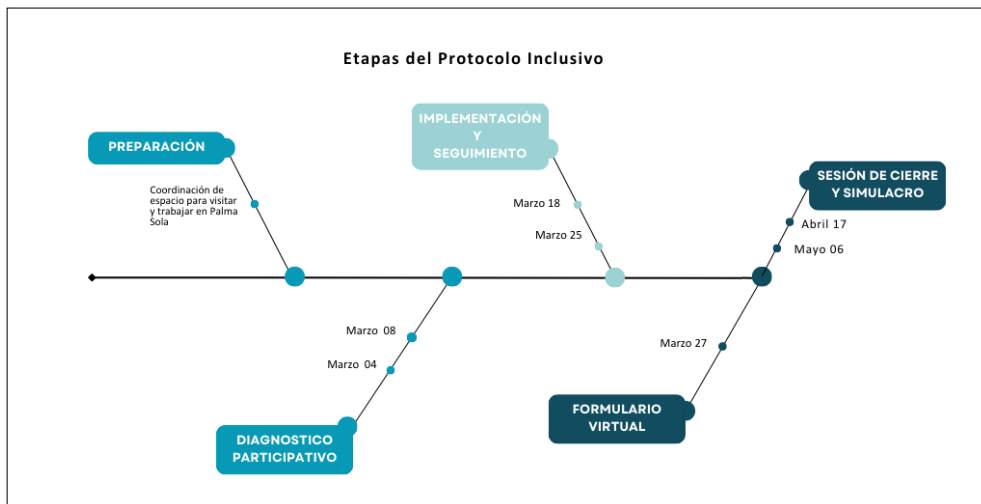 Etapas del Protocolo Inclusivo
PREPARACIÓN
Coordinación de
espacio para visitar
y trabajar en Palma
Sola
IMPLEMENTACIÓN
Y
SEGUIMIENTO
Marzo 18
Marzo 25
SESIÓN DE CIERRE
Y SIMULACRO
Abril 17
Mayo 06
Marzo 08
Marzo 04
DIAGNOSTICO
PARTICIPATIVO
Marzo 27
FORMULARIO
VIRTUAL